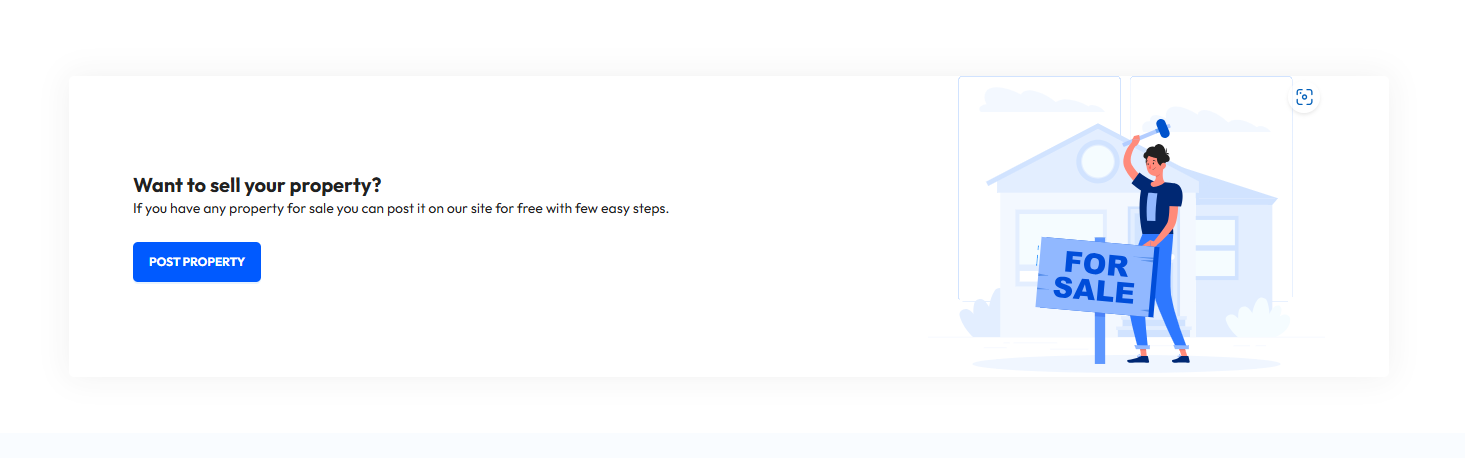 Want to sell your property?
If you have any property for sale you can post it on our site for free with few easy steps.
POST PROPERTY
FOR
SALE